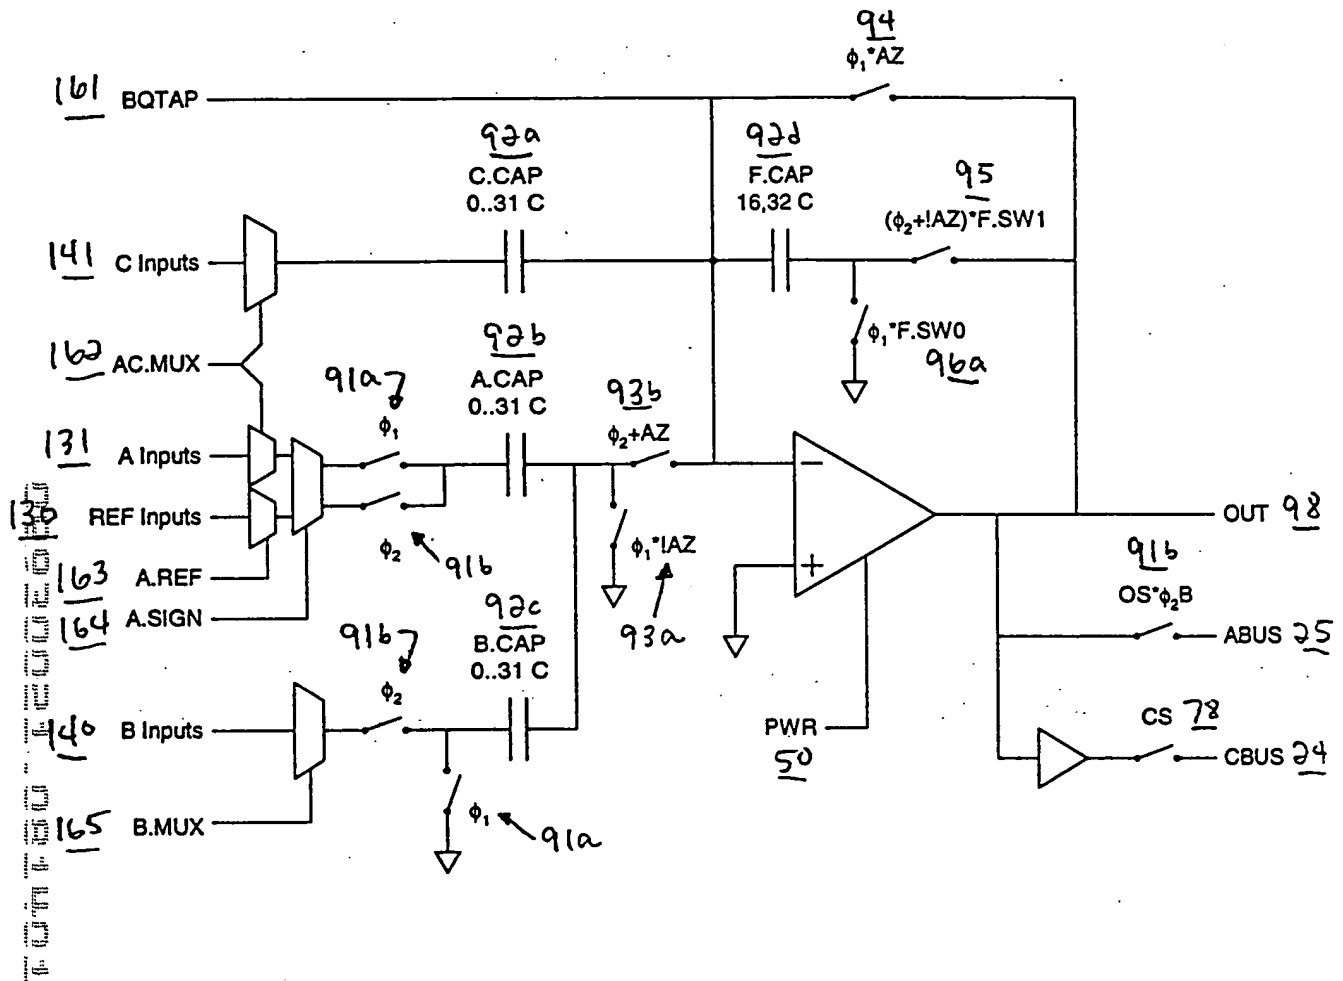 94
ϕ₁*AZ
161 BQTAP
92a
C.CAP
0..31 C
92d
F.CAP
16,32 C
95
(ϕ₂+!AZ)*F.SW1
141 C Inputs
ϕ₁*F.SW0
96a
162 AC.MUX
92b
A.CAP
0..31 C
91a
ϕ₁
93b
ϕ₂+AZ
131 A Inputs
130 REF Inputs
ϕ₂
91b
ϕ₁*!AZ
93a
OUT 98
163 A.REF
164 A.SIGN
92c
B.CAP
0..31 C
91b
ϕ₂
91b
OS*ϕ₂B
ABUS 25
140 B Inputs
PWR
50
CS 78
CBUS 24
165 B.MUX
ϕ₁
91a